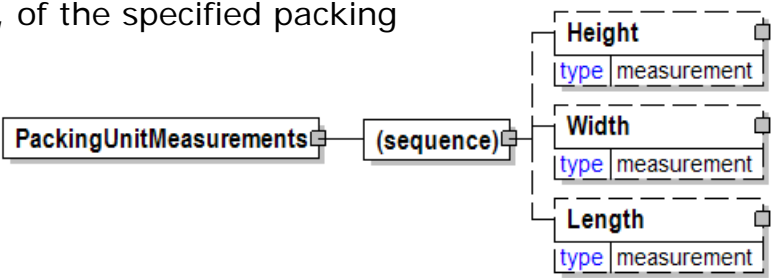 , of the specified packing
Height
type measurement
PackingUnitMeasurements
(sequence)
Width
type measurement
Length
type measurement